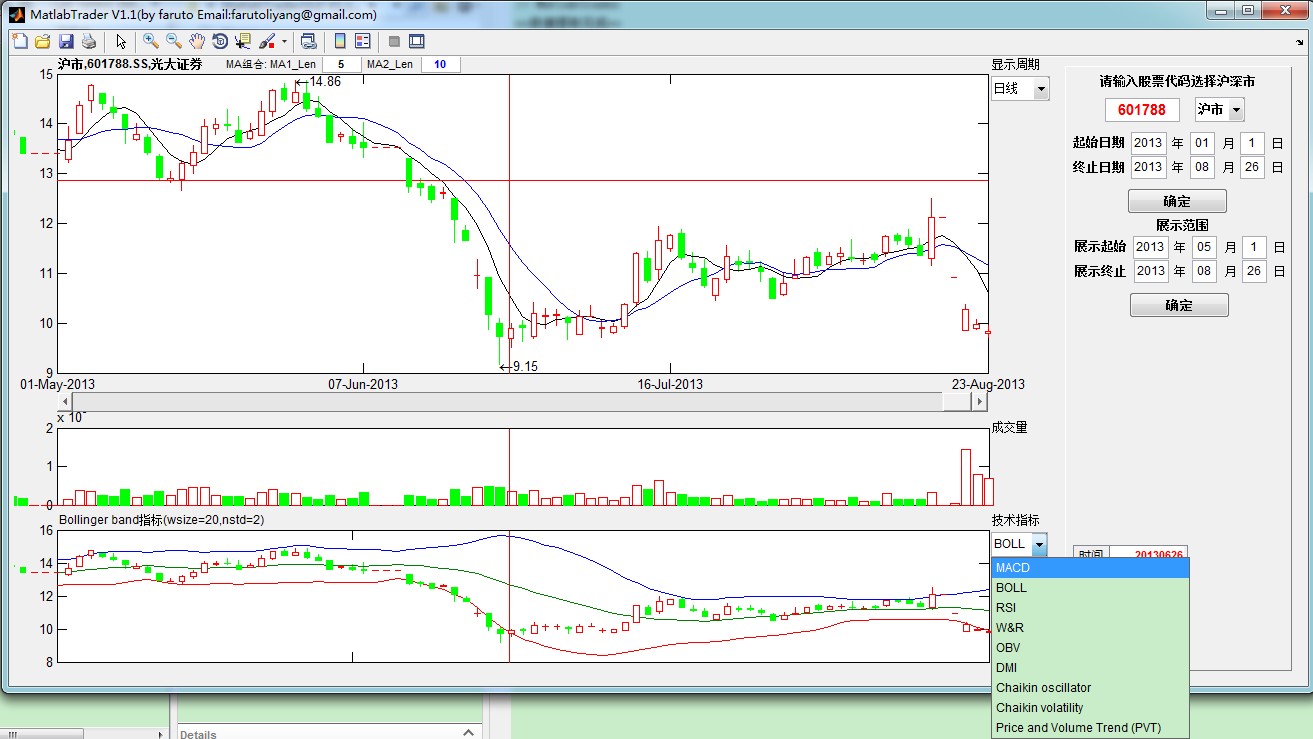 MatlabTrader V1.1(by faruto Email:farutoliyang@gmail.com)
沪市,601788.SS,光大证券 MA组合: MA1_Len 5 MA2_Len 10
显示周期
日线
15
14
13
12
11
10
9
←14.86
←9.15
01-May-2013 07-Jun-2013 16-Jul-2013 23-Aug-2013
请输入股票代码选择沪深市
601788 沪市
起始日期 2013 年 01 月 1 日
终止日期 2013 年 08 月 26 日
确定
展示范围
展示起始 2013 年 05 月 1 日
展示终止 2013 年 08 月 26 日
确定
x 10
成交量
2
1
0
Bollinger band指标(wsize=20,nstd=2)
技术指标
16
14
12
10
8
BOLL
时间 20130626
MACD
BOLL
RSI
W&R
OBV
DMI
Chaikin oscillator
Chaikin volatility
Price and Volume Trend (PVT)
Details